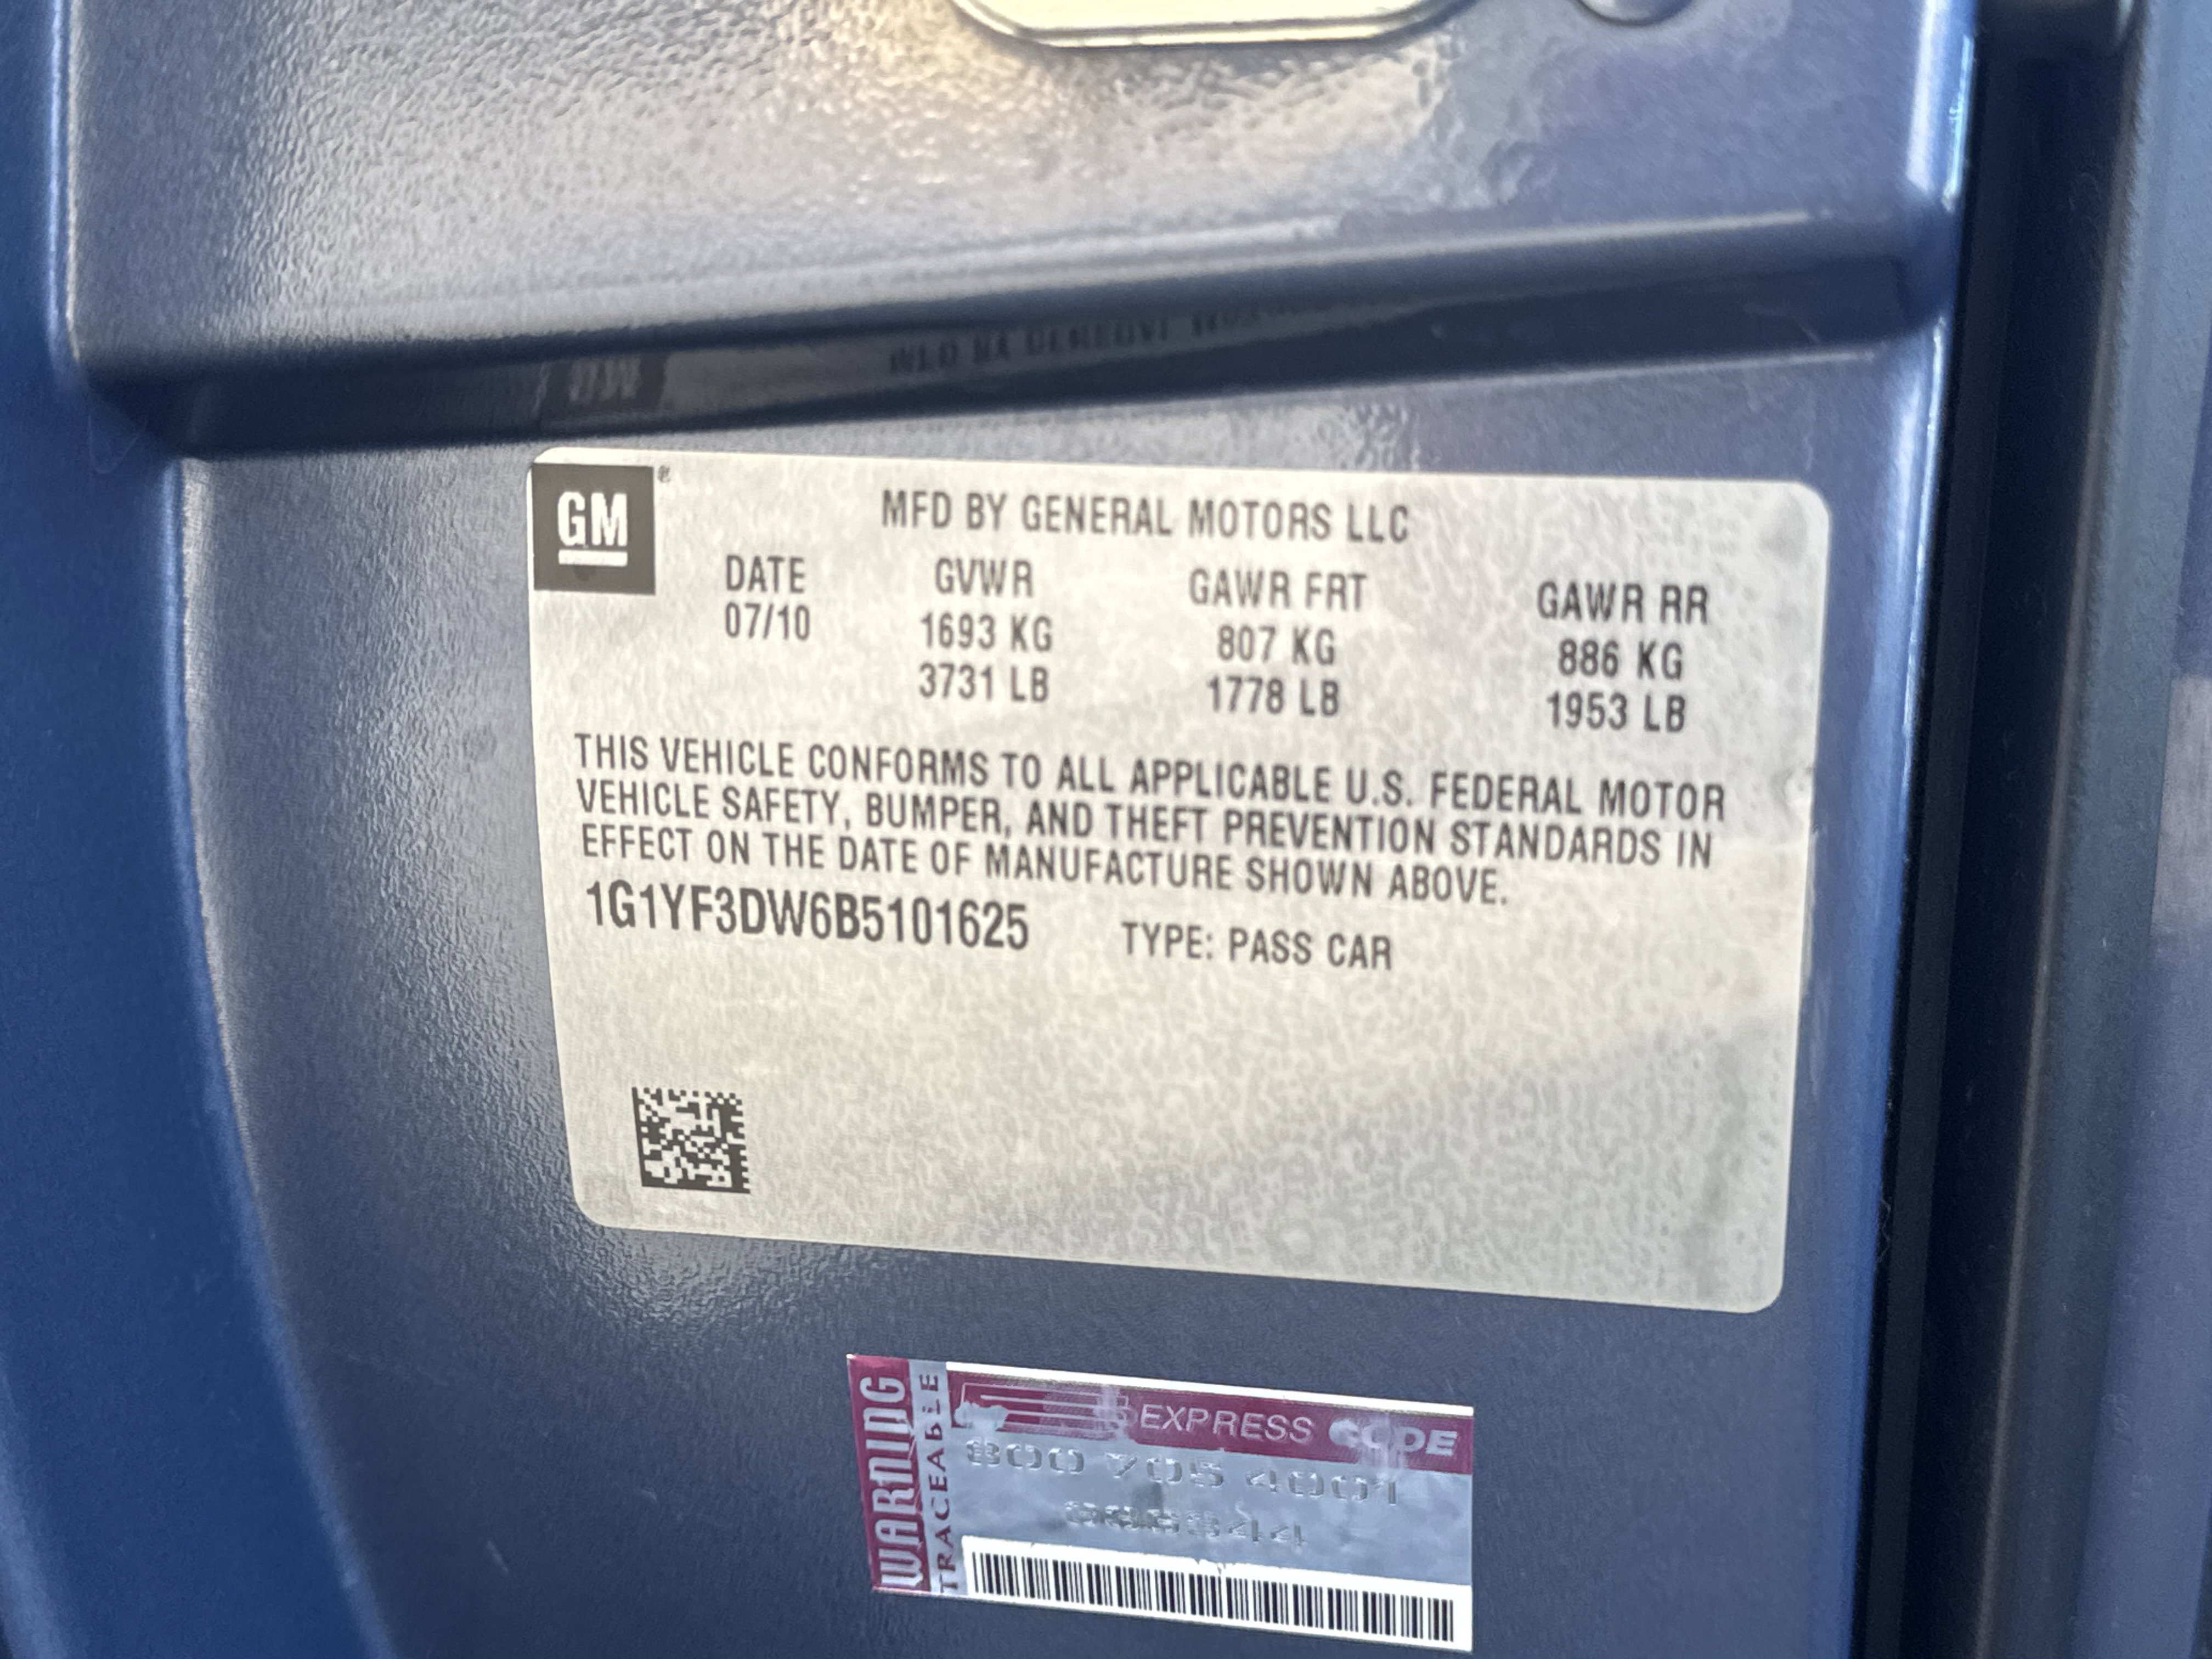 GM®
MFD BY GENERAL MOTORS LLC
DATE GVWR GAWR FRT GAWR RR
07/10 1693 KG 807 KG 886 KG
3731 LB 1778 LB 1953 LB
THIS VEHICLE CONFORMS TO ALL APPLICABLE U.S. FEDERAL MOTOR
VEHICLE SAFETY, BUMPER, AND THEFT PREVENTION STANDARDS IN
EFFECT ON THE DATE OF MANUFACTURE SHOWN ABOVE.
1G1YF3DW6B5101625 TYPE: PASS CAR
WARNING
TRACEABLE
EXPRESS CODE
800 705 4001